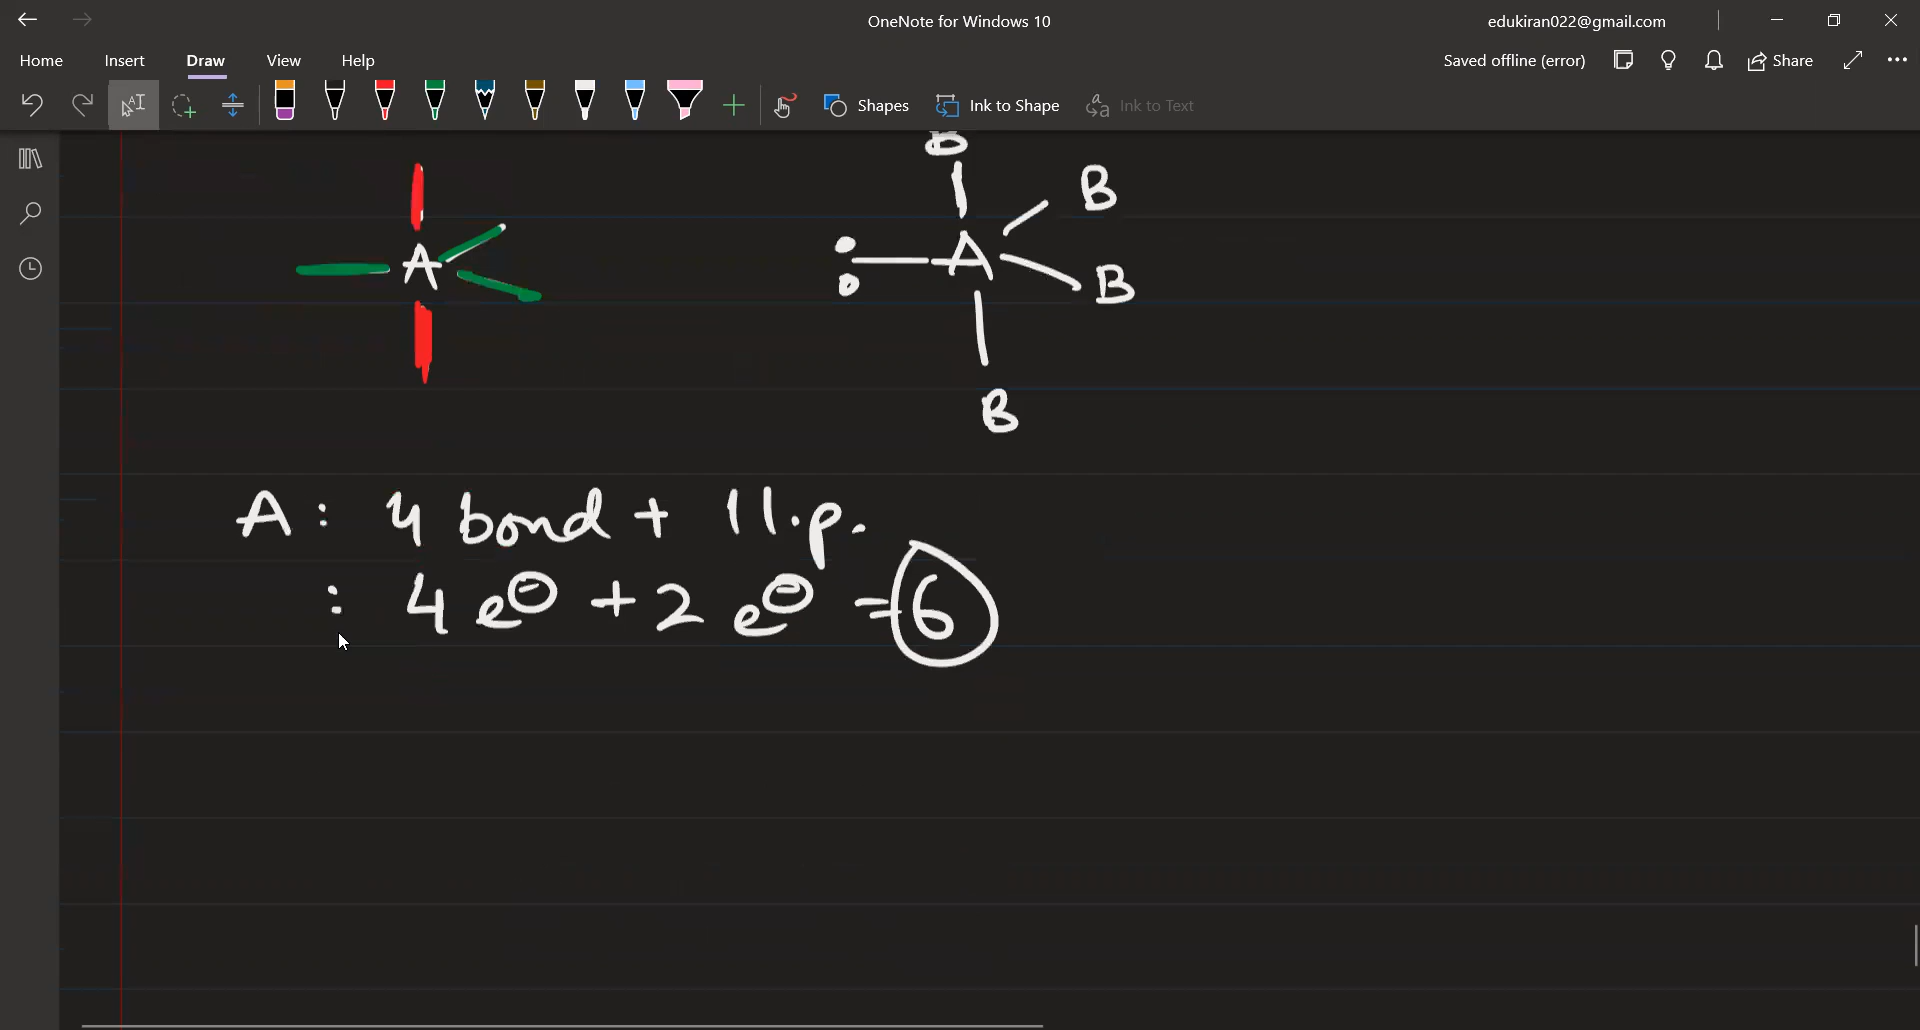 OneNote for Windows 10
edukiran022@gmail.com
Home Insert Draw View Help
Saved offline (error) Share
Shapes Ink to Shape Ink to Text
B
B
A
A
B
B
A: 4 bond + 1 l.p.
: 4 e⊖ + 2 e⊖ = 6